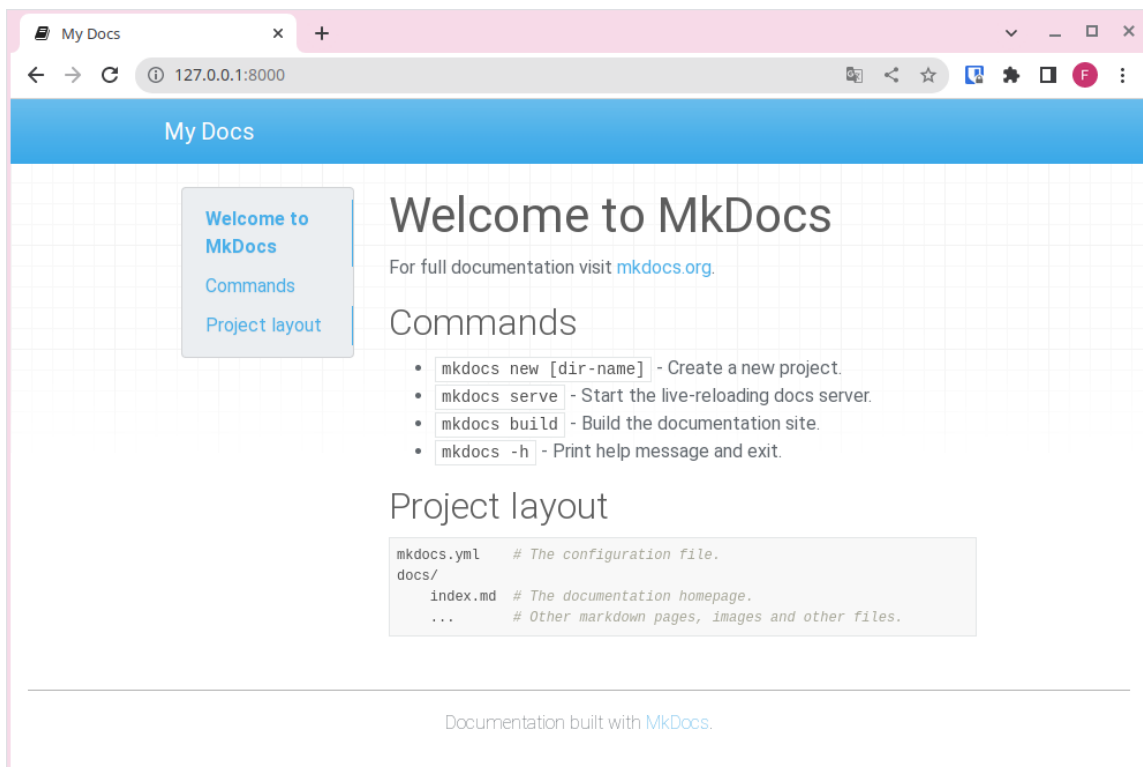 My Docs
127.0.0.1:8000
F
My Docs
Welcome to
MkDocs
Commands
Project layout
Welcome to MkDocs
For full documentation visit mkdocs.org.
Commands
mkdocs new [dir-name] - Create a new project.
mkdocs serve - Start the live-reloading docs server.
mkdocs build - Build the documentation site.
mkdocs -h - Print help message and exit.
Project layout
mkdocs.yml    # The configuration file.
docs/
    index.md  # The documentation homepage.
    ...       # Other markdown pages, images and other files.
Documentation built with MkDocs.